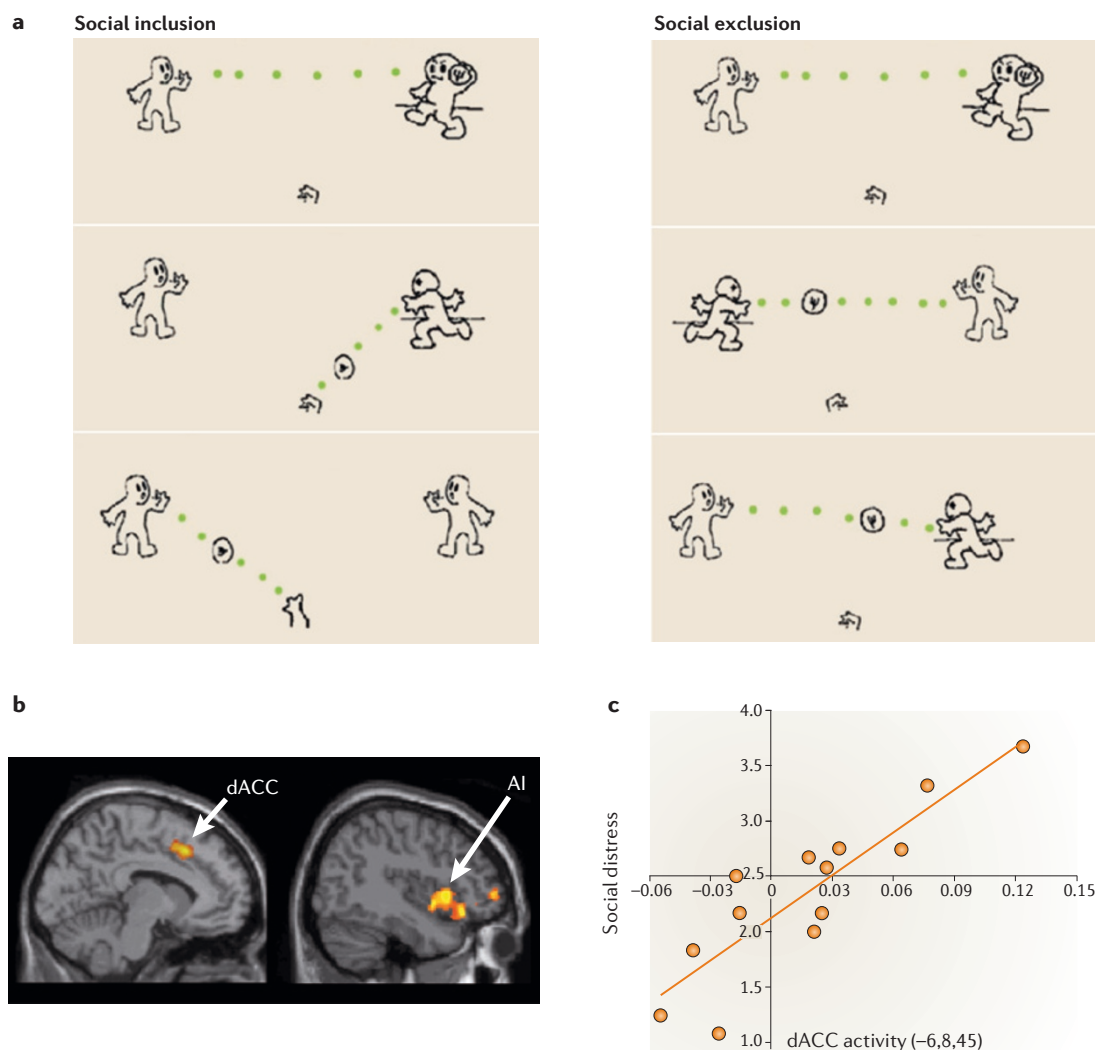 a
Social inclusion
Social exclusion
Ψ
Ψ
Ψ
Ψ
b
dACC
AI
c
Social distress
4.0
3.5
3.0
2.5
2.0
1.5
1.0
−0.06
−0.03
0
0.03
0.06
0.09
0.12
0.15
dACC activity (−6,8,45)